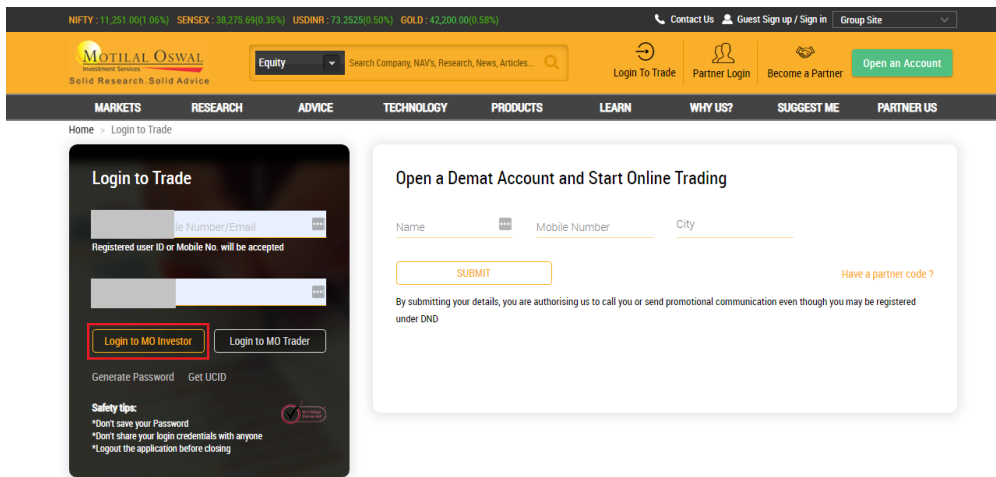 NIFTY : 11,251.00(1.06%) SENSEX : 38,275.69(0.35%) USDINR : 73.2525(0.50%) GOLD : 42,200.00(0.58%) Contact Us Guest Sign up / Sign in Group Site
MOTILAL OSWAL
Investment Services
Solid Research.Solid Advice
Equity Search Company, NAV's, Research, News, Articles...
Login To Trade Partner Login Become a Partner Open an Account
MARKETS RESEARCH ADVICE TECHNOLOGY PRODUCTS LEARN WHY US? SUGGEST ME PARTNER US
Home > Login to Trade
Login to Trade
Number/Email
Registered user ID or Mobile No. will be accepted
Login to MO Investor Login to MO Trader
Generate Password Get UCID
Safety tips:
*Don't save your Password
*Don't share your login credentials with anyone
*Logout the application before closing
Open a Demat Account and Start Online Trading
Name Mobile Number City
SUBMIT Have a partner code ?
By submitting your details, you are authorising us to call you or send promotional communication even though you may be registered
under DND